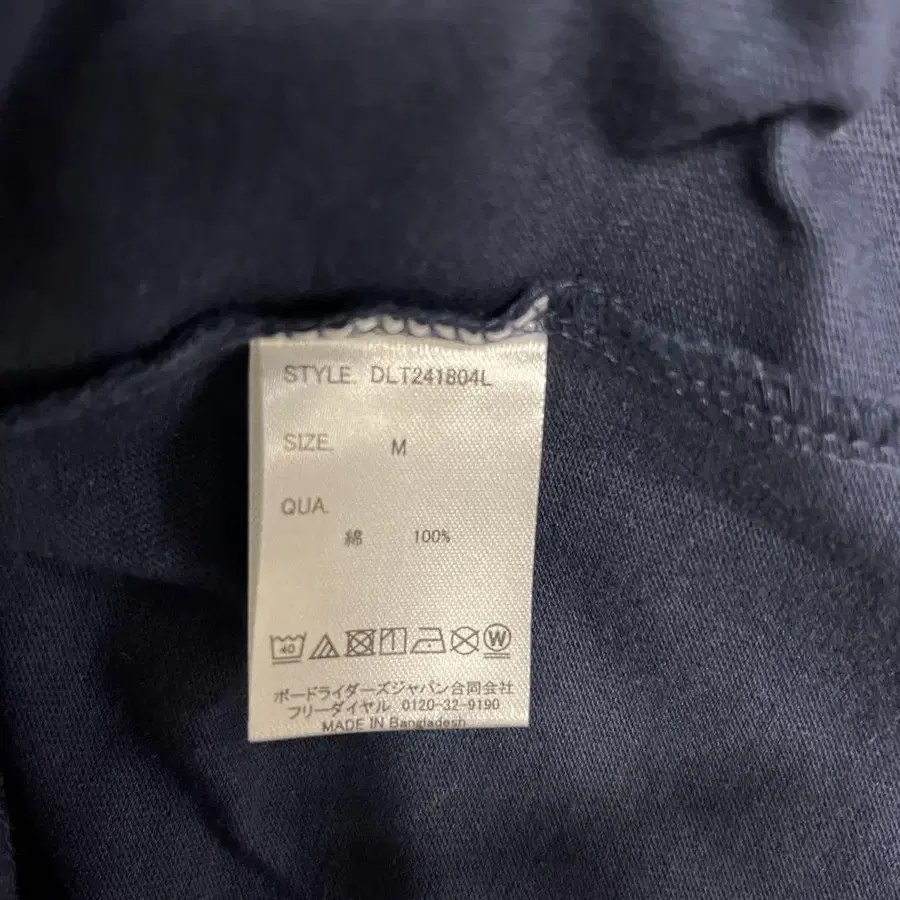 STYLE. DLT241804L
SIZE. M
QUA.
綿 100%
40 W
ボードライダーズジャパン合同会社
フリーダイヤル 0120-32-9190
MADE IN Bangladesh